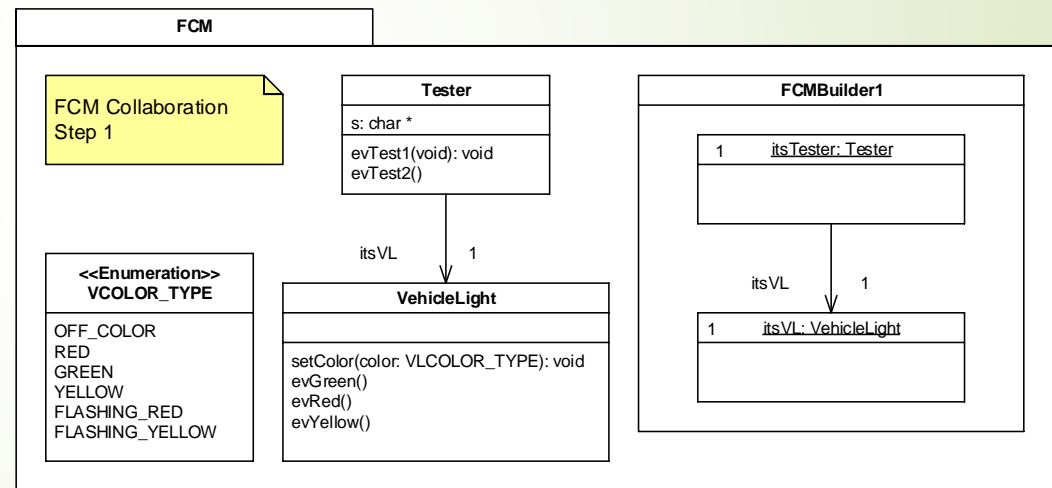 FCM
FCM Collaboration
Step 1
Tester
s: char *
evTest1(void): void
evTest2()
itsVL 1
<<Enumeration>>
VCOLOR_TYPE
OFF_COLOR
RED
GREEN
YELLOW
FLASHING_RED
FLASHING_YELLOW
VehicleLight
setColor(color: VLCOLOR_TYPE): void
evGreen()
evRed()
evYellow()
FCMBuilder1
1 itsTester: Tester
itsVL 1
1 itsVL: VehicleLight